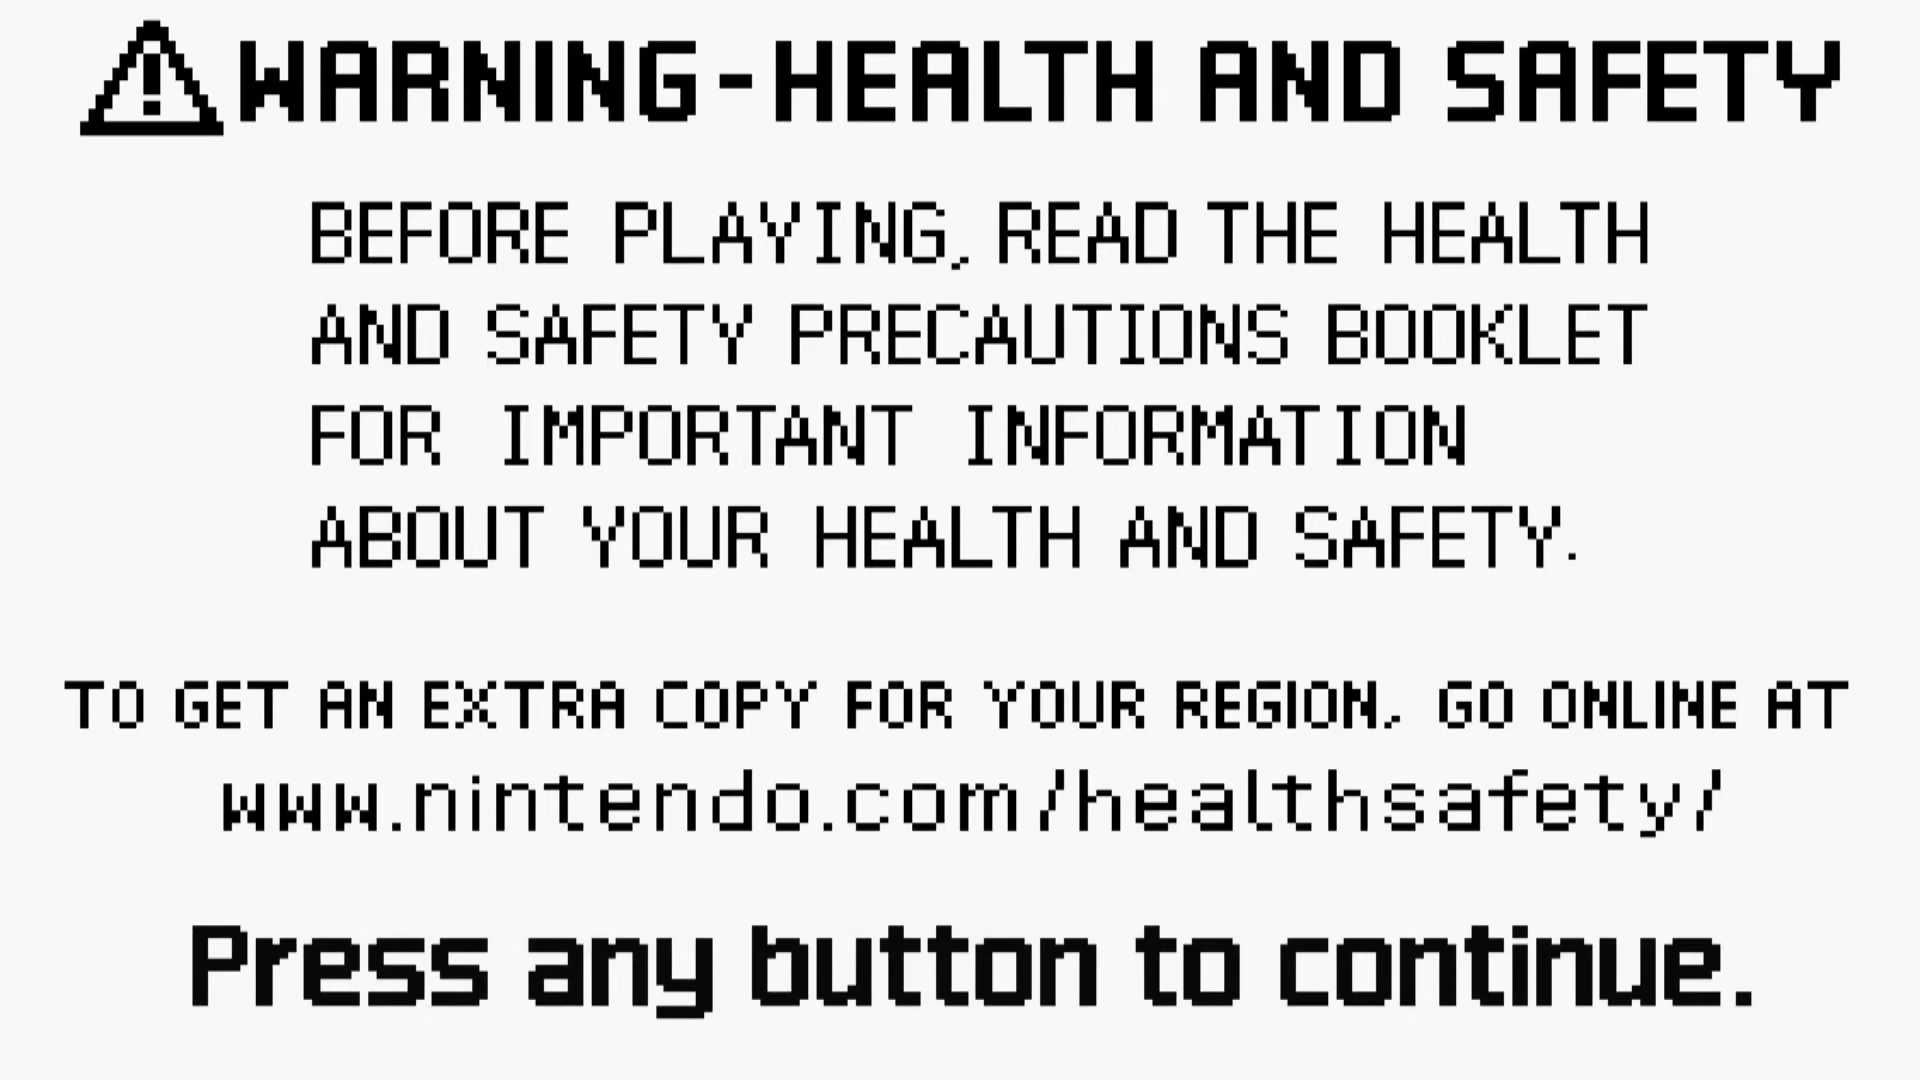 ⚠WARNING-HEALTH AND SAFETY
BEFORE PLAYING, READ THE HEALTH
AND SAFETY PRECAUTIONS BOOKLET
FOR IMPORTANT INFORMATION
ABOUT YOUR HEALTH AND SAFETY.
TO GET AN EXTRA COPY FOR YOUR REGION, GO ONLINE AT
www.nintendo.com/healthsafety/
Press any button to continue.